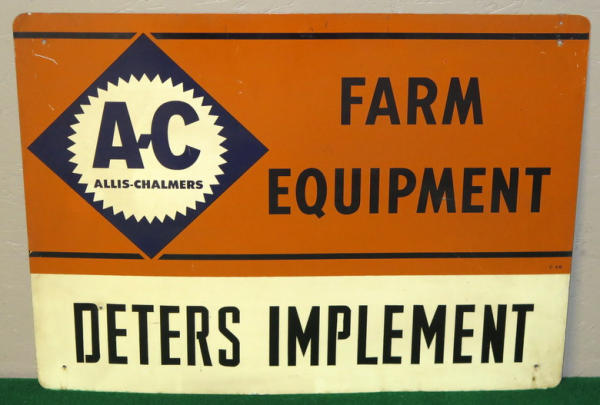 A-C
ALLIS-CHALMERS
FARM
EQUIPMENT
DETERS IMPLEMENT